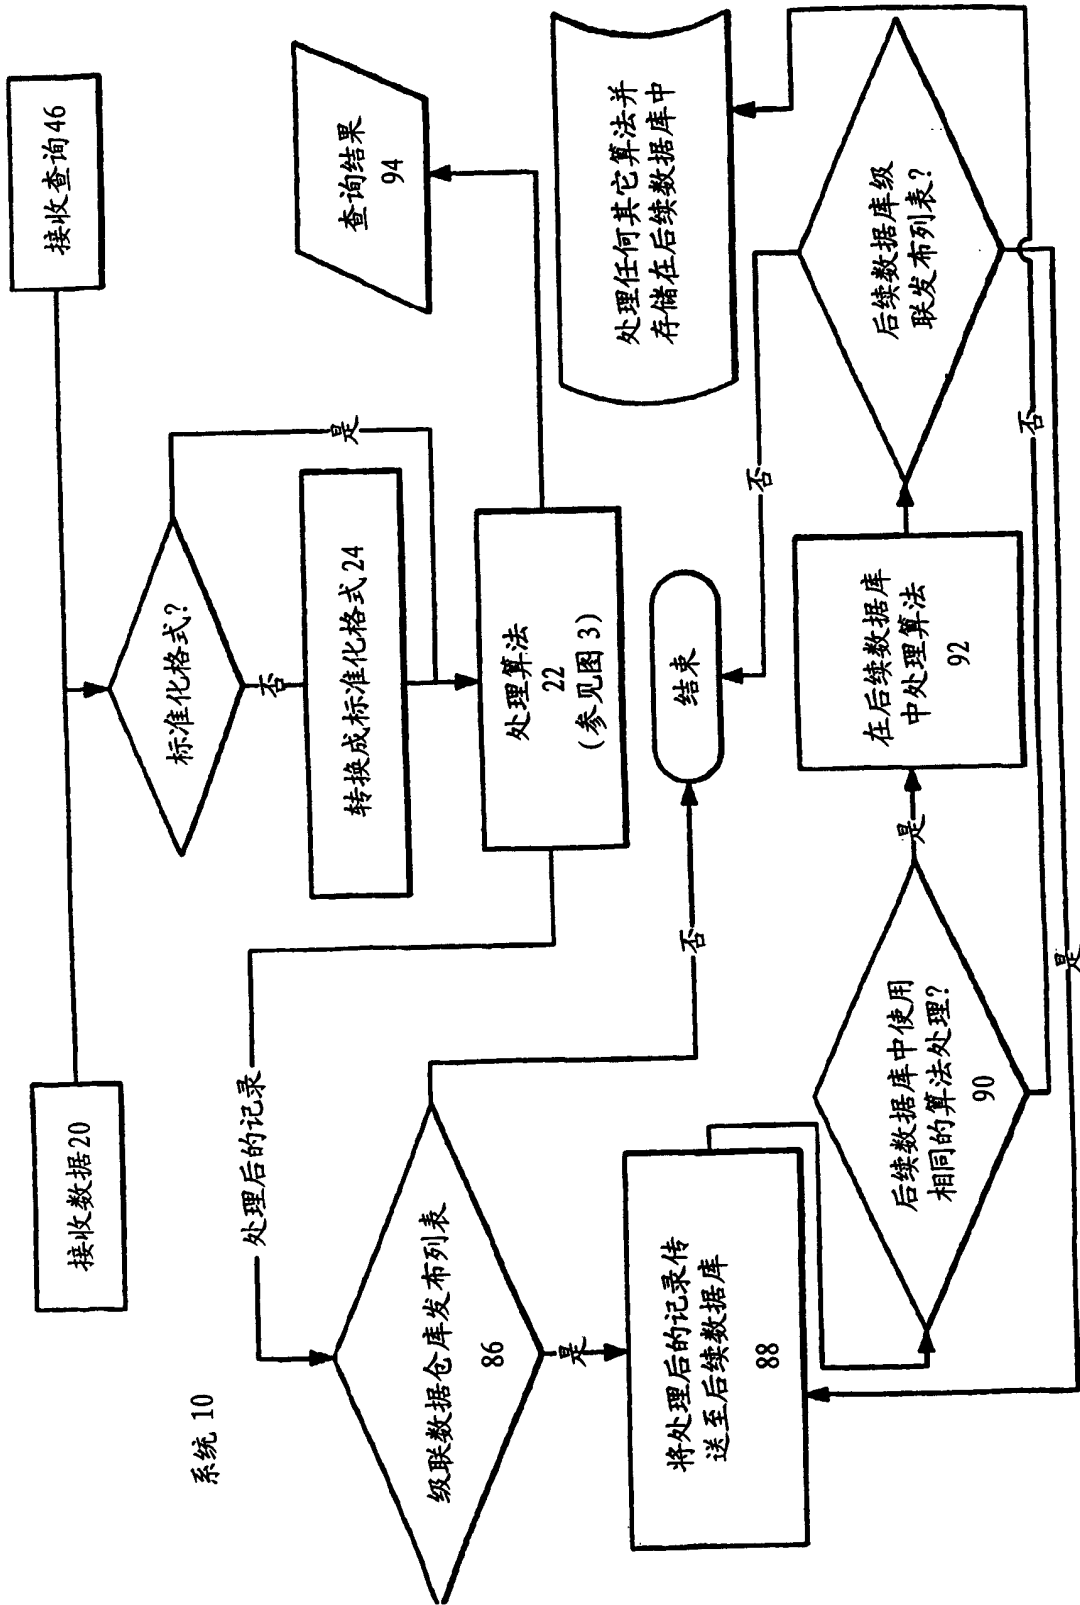 系统 10
接收数据20
接收查询46
标准化格式?
是
否
转换成标准化格式24
处理算法
22
(参见图 3)
查询结果
94
处理后的记录
级联数据仓库发布列表
86
否
是
结束
将处理后的记录传
送至后续数据库
88
后续数据库中使用
相同的算法处理?
90
是
否
在后续数据库
中处理算法
92
后续数据库级
联发布列表?
否
是
处理任何其它算法并
存储在后续数据库中